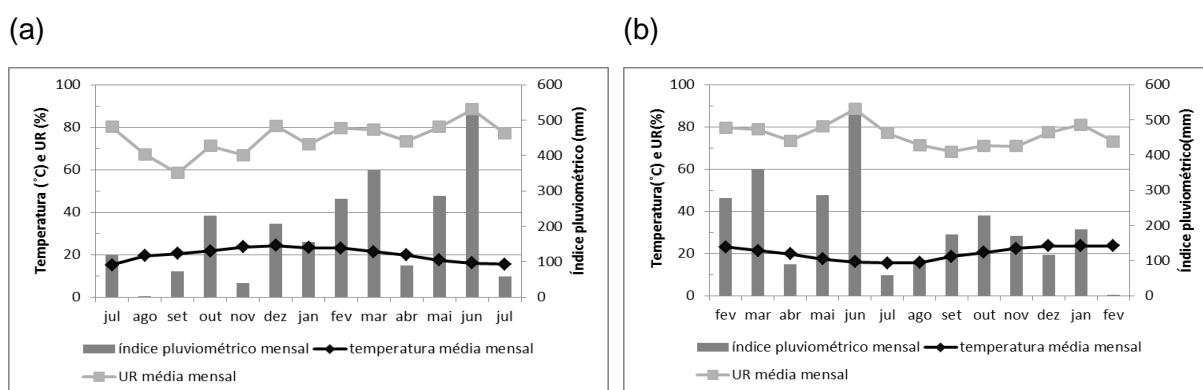 (a)
(b)
Temperatura (˚C) e UR (%)
100
80
60
40
20
0
600
500
400
300
200
100
0
Índice pluviométrico (mm)
jul ago set out nov dez jan fev mar abr mai jun jul
índice pluviométrico mensal temperatura média mensal
UR média mensal
Temperatura(˚C) e UR(%)
100
80
60
40
20
0
600
500
400
300
200
100
0
Índice pluviométrico(mm)
fev mar abr mai jun jul ago set out nov dez jan fev
índice pluviométrico mensal temperatura média mensal
UR média mensal